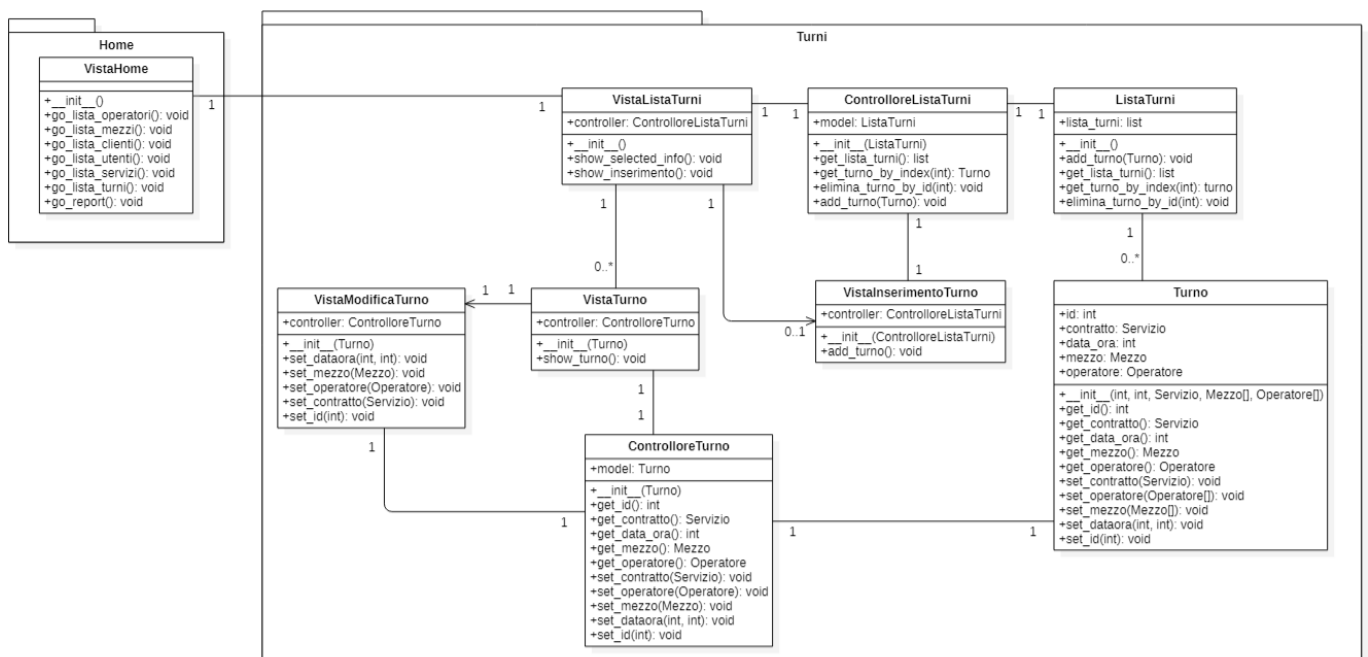 Home
VistaHome
+__init__()
+go_lista_operatori(): void
+go_lista_mezzi(): void
+go_lista_clienti(): void
+go_lista_utenti(): void
+go_lista_servizi(): void
+go_lista_turni(): void
+go_report(): void
1
Turni
1
VistaListaTurni
+controller: ControlloreListaTurni
+__init__()
+show_selected_info(): void
+show_inserimento(): void
1
1
ControlloreListaTurni
+model: ListaTurni
+__init__(ListaTurni)
+get_lista_turni(): list
+get_turno_by_index(int): Turno
+elimina_turno_by_id(int): void
+add_turno(Turno): void
1
1
ListaTurni
+lista_turni: list
+__init__()
+add_turno(Turno): void
+get_lista_turni(): list
+get_turno_by_index(int): turno
+elimina_turno_by_id(int): void
1
0..*
1
0..1
1
1
1
0..*
VistaModificaTurno
+controller: ControlloreTurno
+__init__(Turno)
+set_dataora(int, int): void
+set_mezzo(Mezzo): void
+set_operatore(Operatore): void
+set_contratto(Servizio): void
+set_id(int): void
1
1
VistaTurno
+controller: ControlloreTurno
+__init__(Turno)
+show_turno(): void
VistaInserimentoTurno
+controller: ControlloreListaTurni
+__init__(ControlloreListaTurni)
+add_turno(): void
Turno
+id: int
+contratto: Servizio
+data_ora: int
+mezzo: Mezzo
+operatore: Operatore
+__init__(int, int, Servizio, Mezzo[], Operatore[])
+get_id(): int
+get_contratto(): Servizio
+get_data_ora(): int
+get_mezzo(): Mezzo
+get_operatore(): Operatore
+set_contratto(Servizio): void
+set_operatore(Operatore[]): void
+set_mezzo(Mezzo[]): void
+set_dataora(int, int): void
+set_id(int): void
1
1
1
1
ControlloreTurno
+model: Turno
+__init__(Turno)
+get_id(): int
+get_contratto(): Servizio
+get_data_ora(): int
+get_mezzo(): Mezzo
+get_operatore(): Operatore
+set_contratto(Servizio): void
+set_operatore(Operatore): void
+set_mezzo(Mezzo): void
+set_dataora(int, int): void
+set_id(int): void
1
1